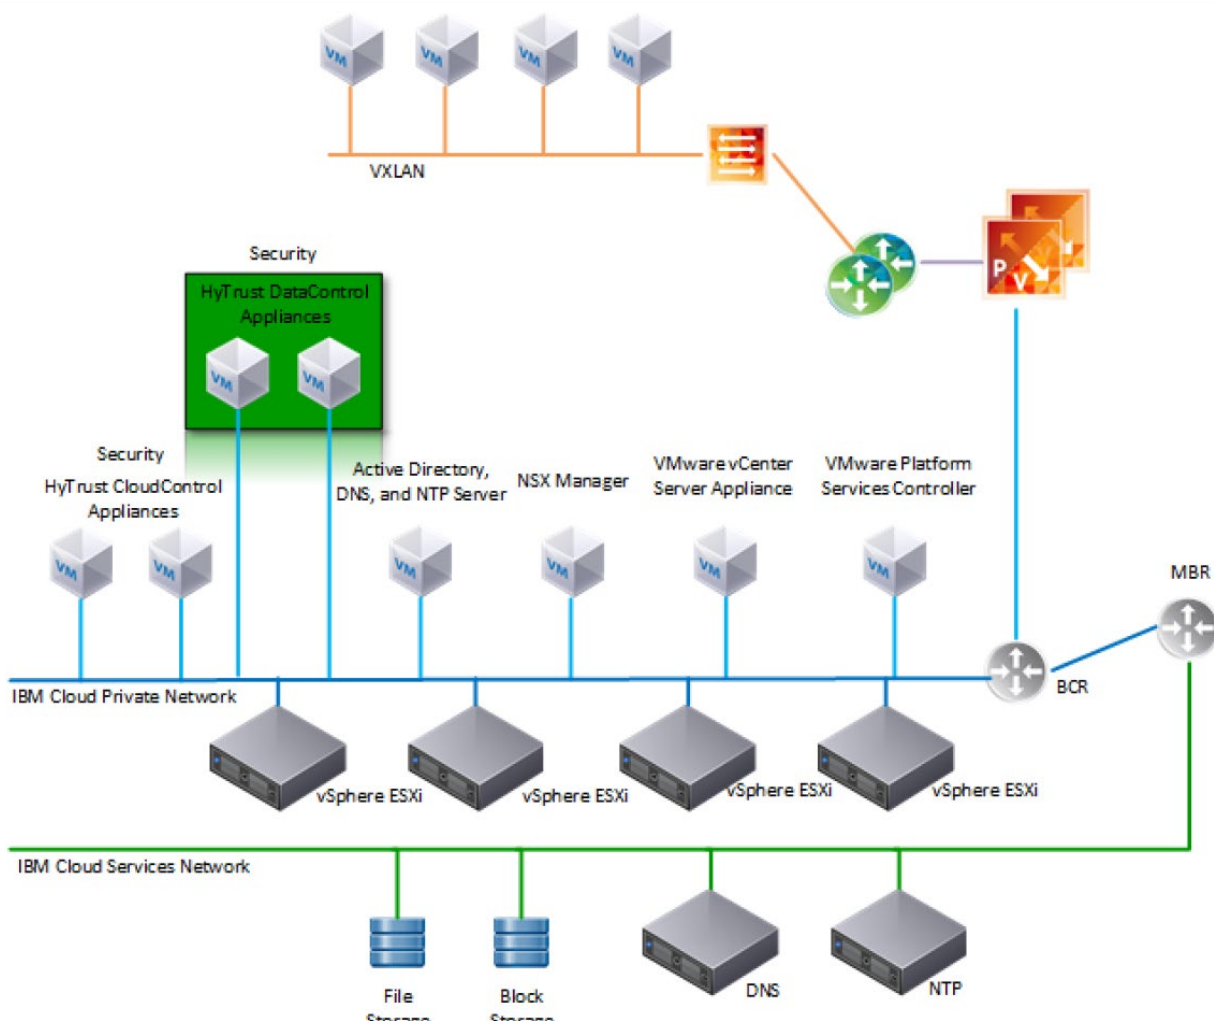 VM
VM
VM
VM
VXLAN
Security
HyTrust DataControl
Appliances
VM
VM
P
V
Security
HyTrust CloudControl
Appliances
Active Directory,
DNS, and NTP Server
NSX Manager
VMware vCenter
Server Appliance
VMware Platform
Services Controller
VM
VM
VM
VM
VM
VM
MBR
BCR
IBM Cloud Private Network
vSphere ESXi
vSphere ESXi
vSphere ESXi
vSphere ESXi
IBM Cloud Services Network
File
Storage
Block
Storage
DNS
NTP